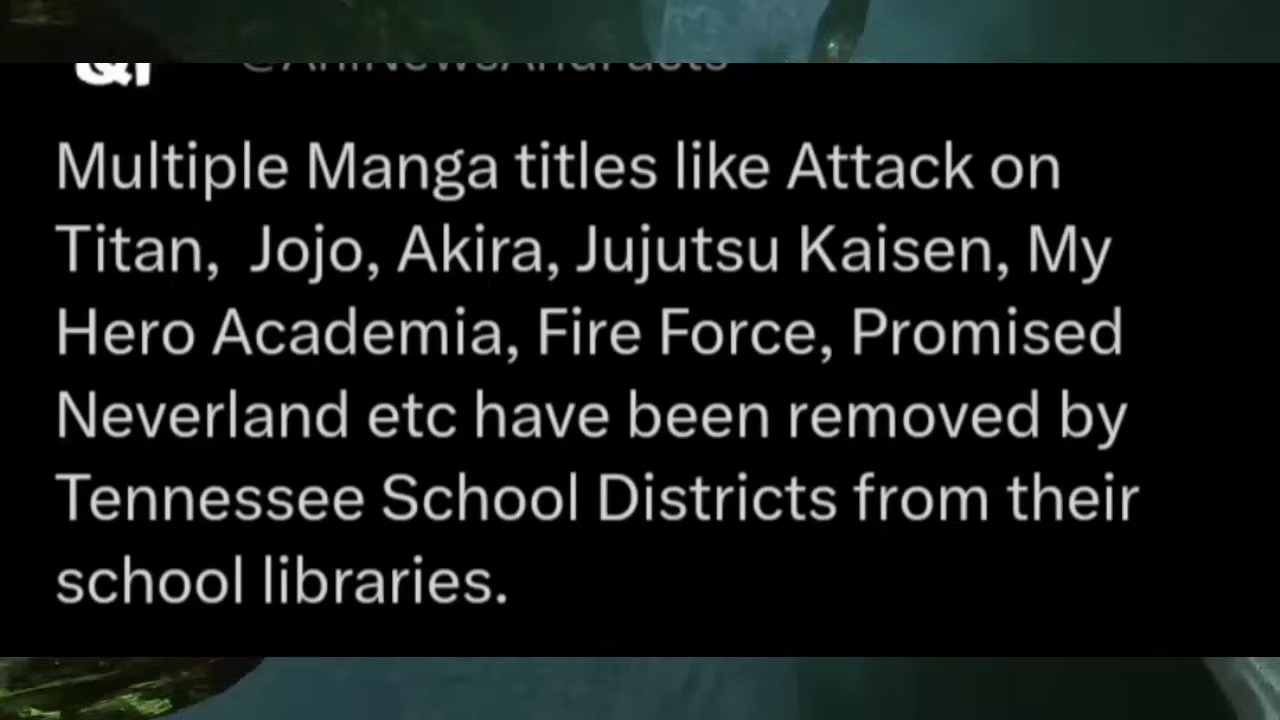 @AniNewsAndFacts
Multiple Manga titles like Attack on
Titan,  Jojo, Akira, Jujutsu Kaisen, My
Hero Academia, Fire Force, Promised
Neverland etc have been removed by
Tennessee School Districts from their
school libraries.